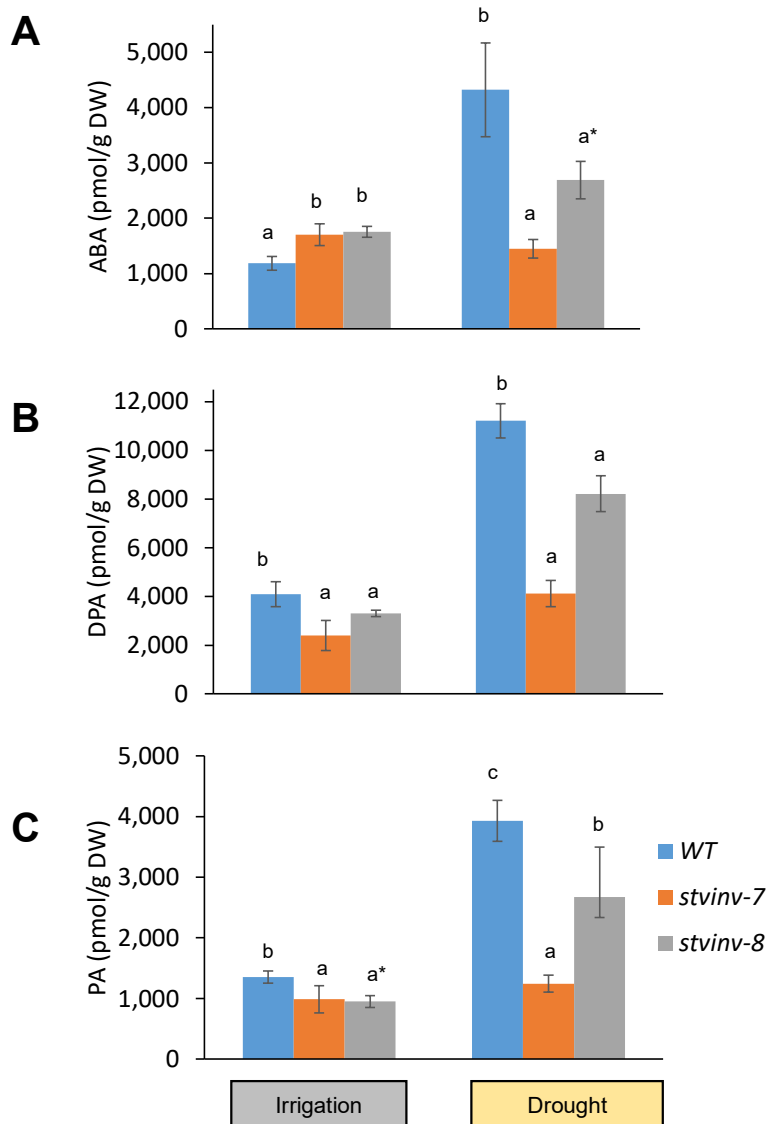 A
ABA (pmol/g DW)
5,000
4,000
3,000
2,000
1,000
0
a
b
b
b
a
a*
B
DPA (pmol/g DW)
12,000
10,000
8,000
6,000
4,000
2,000
0
b
a
a
b
a
a
C
PA (pmol/g DW)
5,000
4,000
3,000
2,000
1,000
0
b
a
a*
c
a
b
WT
stvinv-7
stvinv-8
Irrigation
Drought